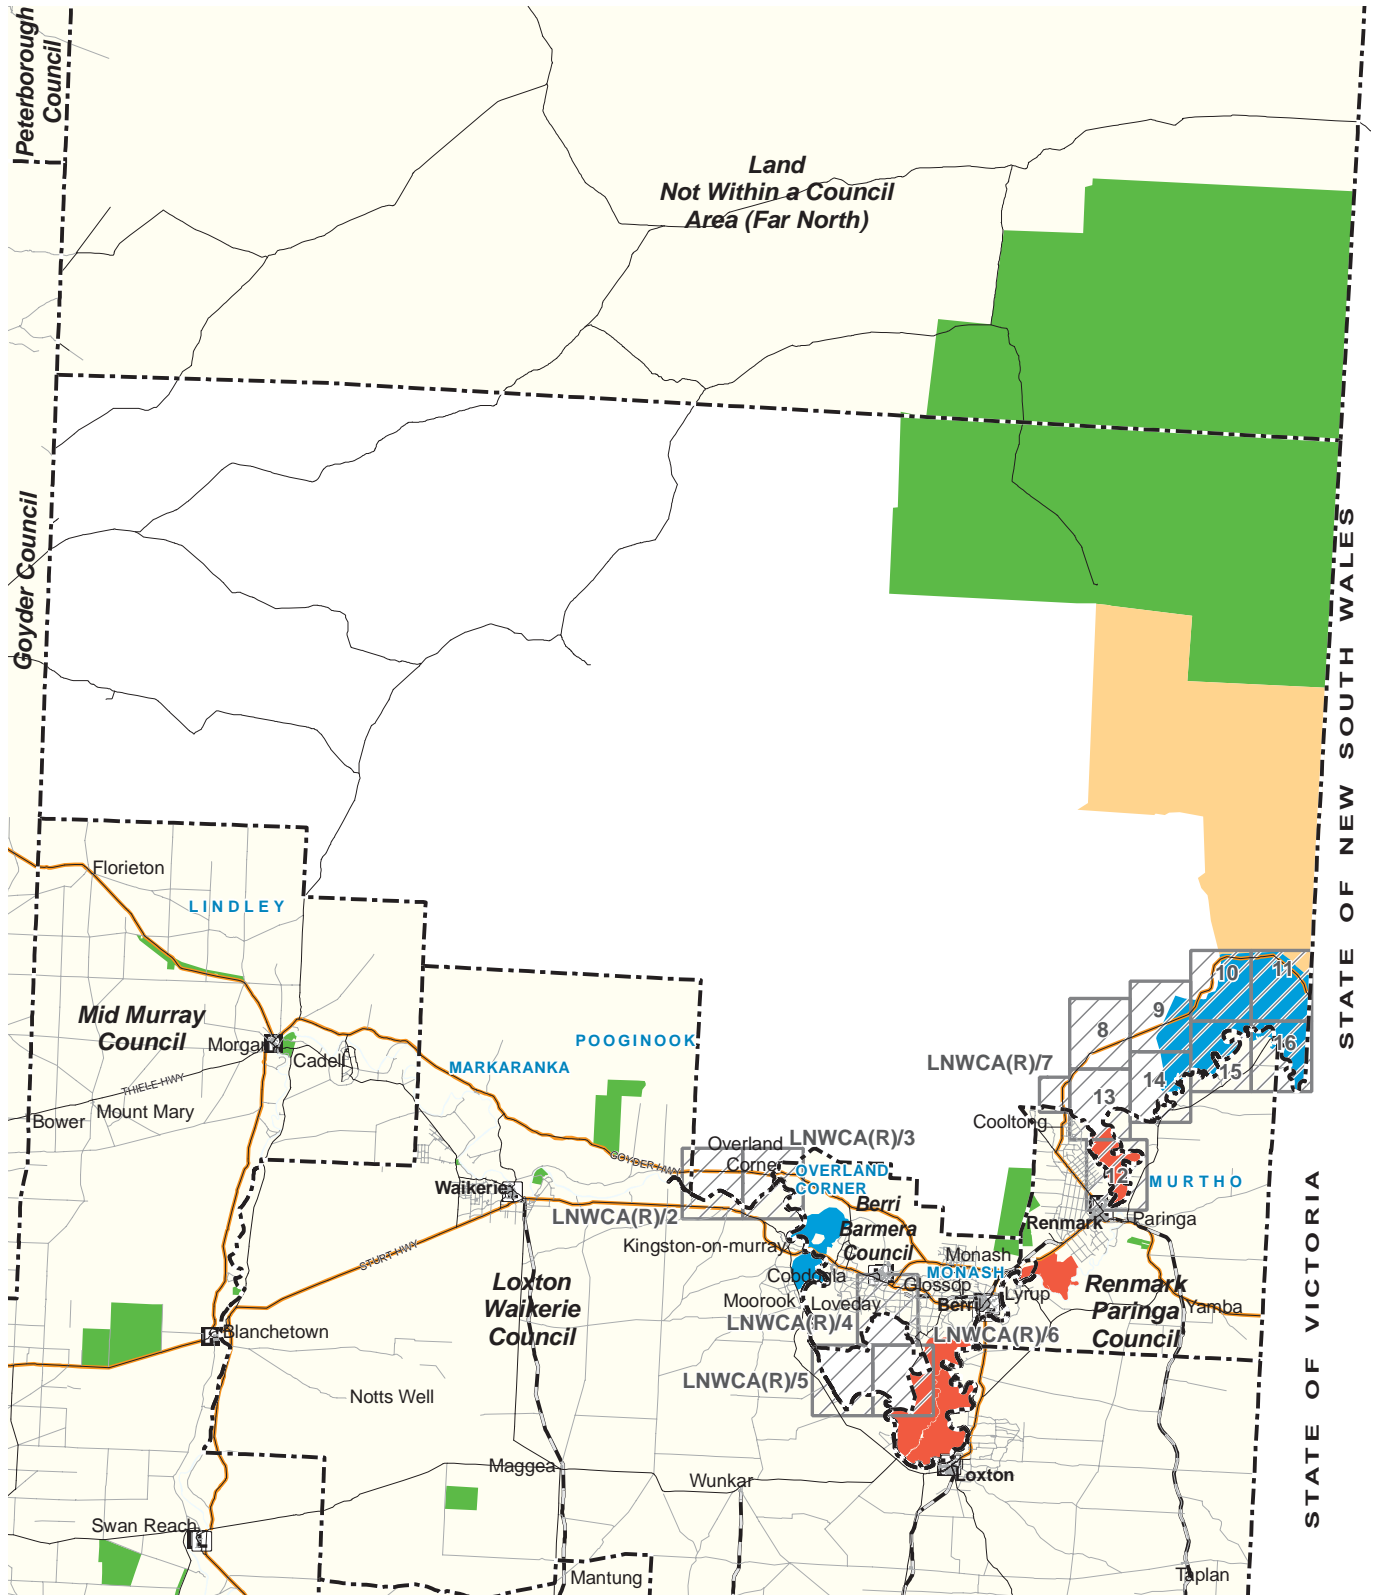 Peterborough
Council
Land
Not Within a Council
Area (Far North)
Goyder Council
STATE OF NEW SOUTH WALES
Florieton
LINDLEY
Mid Murray
Council
Morgan
Cadell
THIELE HWY
Mount Mary
Bower
POOGINOOK
MARKARANKA
10
11
9
8
16
15
14
13
12
LNWCA(R)/7
Cooltong
Overland
Corner
LNWCA(R)/3
GOYDER HWY
OVERLAND
CORNER
MURTHO
Waikerie
LNWCA(R)/2
Berri
Barmera
Council
Renmark
Paringa
Kingston-on-murray
Monash
STURT HWY
Cobdogla
MONASH
Glossop
Loxton
Waikerie
Council
Moorook
Loveday
Berri
Lyrup
Renmark
Paringa
Council
Yamba
LNWCA(R)/4
LNWCA(R)/6
Blanchetown
LNWCA(R)/5
Notts Well
STATE OF VICTORIA
Maggea
Wunkar
Loxton
Swan Reach
Mantung
Taplan